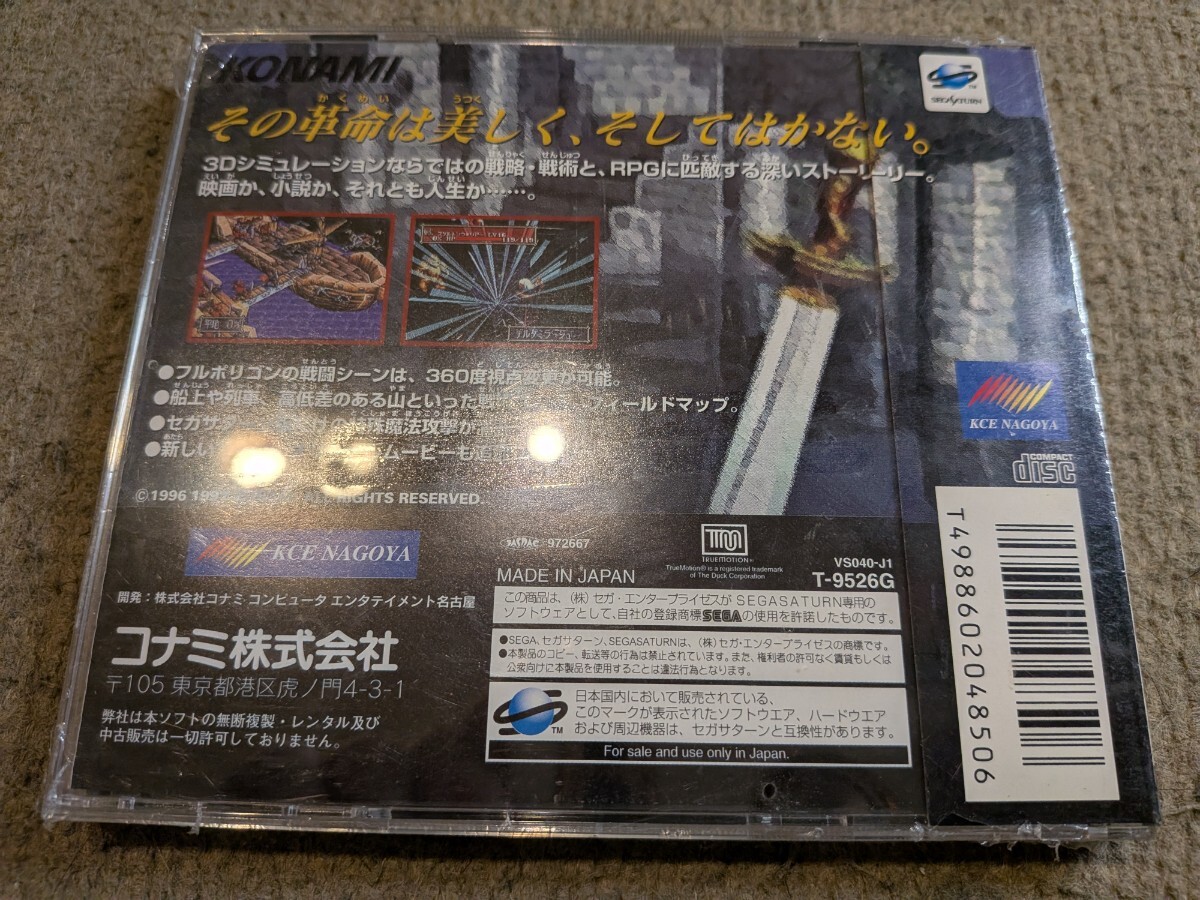 KONAMI
SEGA SATURN
その革命は美しく、そしてはかない。
3Dシミュレーションならではの戦略・戦術と、RPGに匹敵する深いストーリーリー。
映画か、小説か、それとも人生か……。
●フルポリゴンの戦闘シーンは、360度視点変更が可能。
●船上や列車、高低差のある山といった
フィールドマップ。
●セガサ
殊魔法攻撃が
●新しい
ムービーも
KCE NAGOYA
COMPACT
disc
©1996 199
ALL RIGHTS RESERVED.
KCE NAGOYA
JASRAC 972667
TM
TRUEMOTION
TrueMotion® is a registered trademark
of The Duck Corporation
VS040-J1
MADE IN JAPAN
T-9526G
開発：株式会社コナミ コンピュータ エンタテイメント名古屋
コナミ株式会社
〒105 東京都港区虎ノ門4-3-1
弊社は本ソフトの無断複製・レンタル及び
中古販売は一切許可しておりません。
この商品は、（株）セガ・エンタープライゼスがSEGASATURN専用の
ソフトウェアとして、自社の登録商標SEGAの使用を許諾したものです。
●SEGA、セガサターン、SEGASATURNは、（株）セガ・エンタープライゼスの商標です。
●本製品のコピー、転送等の行為は禁止されています。また、権利者の許可なく賃貸もしくは
公衆向けに本製品を使用することは違法行為となります。
日本国内において販売されている、
このマークが表示されたソフトウエア、ハードウエア
および周辺機器は、セガサターンと互換性があります。
For sale and use only in Japan.
T4988602048506